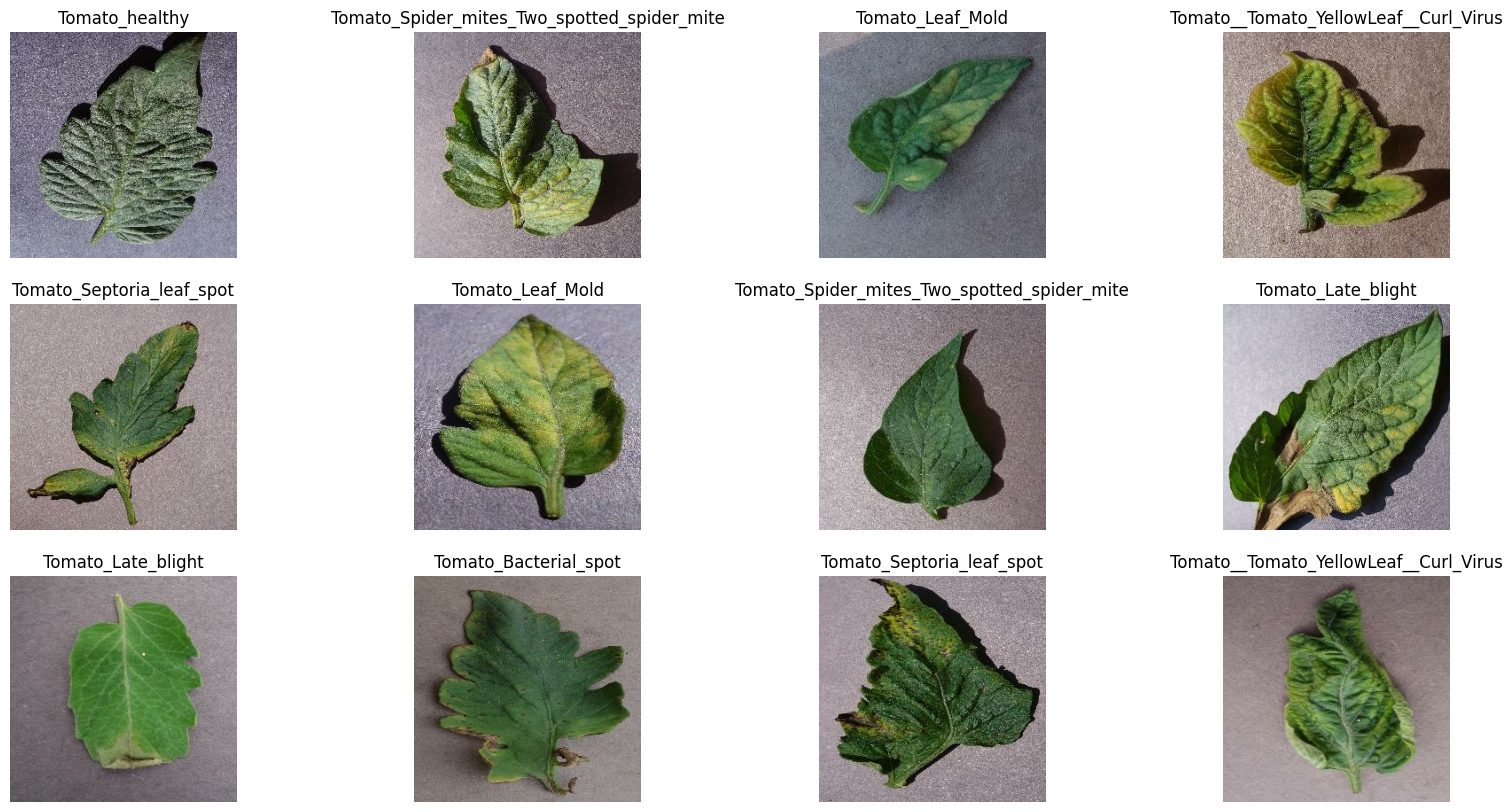 Tomato_healthy
Tomato_Spider_mites_Two_spotted_spider_mite
Tomato_Leaf_Mold
Tomato__Tomato_YellowLeaf__Curl_Virus
Tomato_Septoria_leaf_spot
Tomato_Leaf_Mold
Tomato_Spider_mites_Two_spotted_spider_mite
Tomato_Late_blight
Tomato_Late_blight
Tomato_Bacterial_spot
Tomato_Septoria_leaf_spot
Tomato__Tomato_YellowLeaf__Curl_Virus